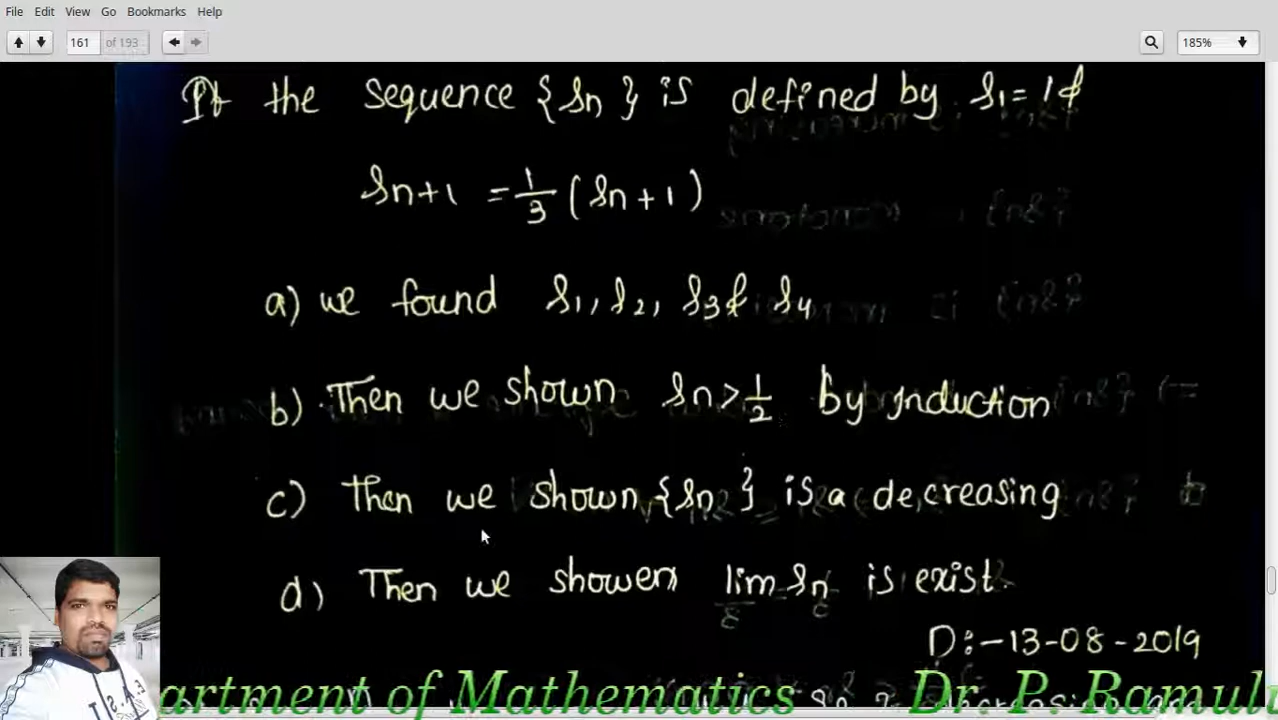 File Edit View Go Bookmarks Help
161 of 193 185%
If the sequence {Sn} is defined by S1 = 1 &
Sn+1 = 1/3 (Sn + 1)
a) we found S1, S2, S3 & S4
b) Then we shown Sn > 1/2 by Induction
c) Then we shown {Sn} is a decreasing
d) Then we showen lim Sn is exist.
D:-13-08-2019
artment of Mathematics Dr. P. Ramulu